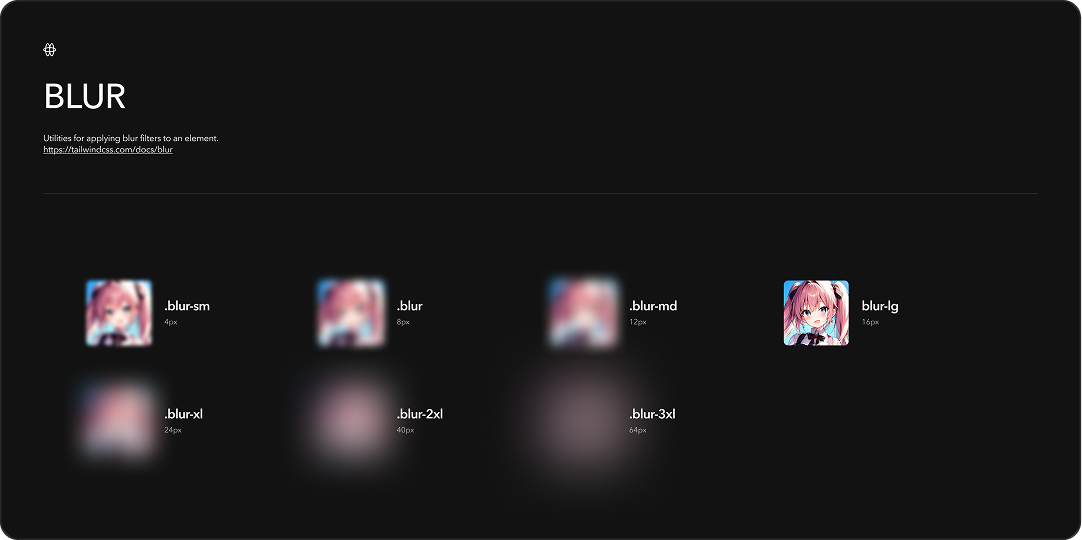 BLUR
Utilities for applying blur filters to an element.
https://tailwindcss.com/docs/blur
.blur-sm
4px
.blur
8px
.blur-md
12px
blur-lg
16px
.blur-xl
24px
.blur-2xl
40px
.blur-3xl
64px